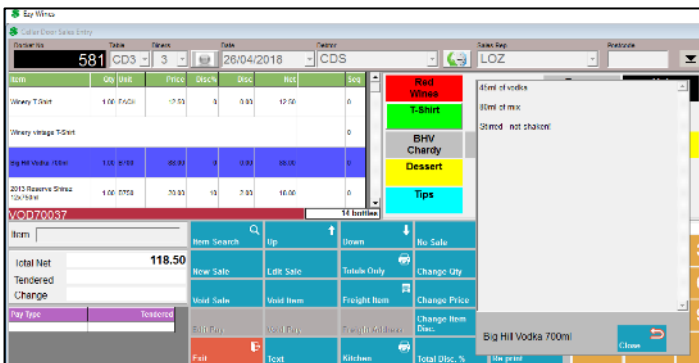 Ezy Wines
Cellar Door Sales Entry
Docket No Table Diners Date Debtor Sales Rep Postcode
581 CD3 3 26/04/2018 CDS LOZ
Item Qty Unit Price Disc% Disc Net Seq
Winery T.Shirt 1.00 EACH 12.50 0 0.00 12.50 0
Winery vintage T-Shirt 0
Big Hill Vodka 700ml 1.00 B700 88.00 0 0.00 88.00 0
2013 Reserve Shiraz 1.00 B750 20.00 10 2.00 18.00 0
12x750ml
VOD70037 14 bottles
Red
Wines
T-Shirt
BHV
Chardy
Dessert
Tips
45ml of vodka
80ml of mix
Stirred not shaken!
Big Hill Vodka 700ml
Close
Item
Total Net 118.50
Tendered
Change
Pay Type Tendered
Item Search Up Down No Sale
New Sale Edit Sale Totals Only Change Qty
Void Sale Void Item Freight Item Change Price
Edit Pay Void Pay Freight Address Change Item
Disc.
Exit Text Kitchen Total Disc. % Re print